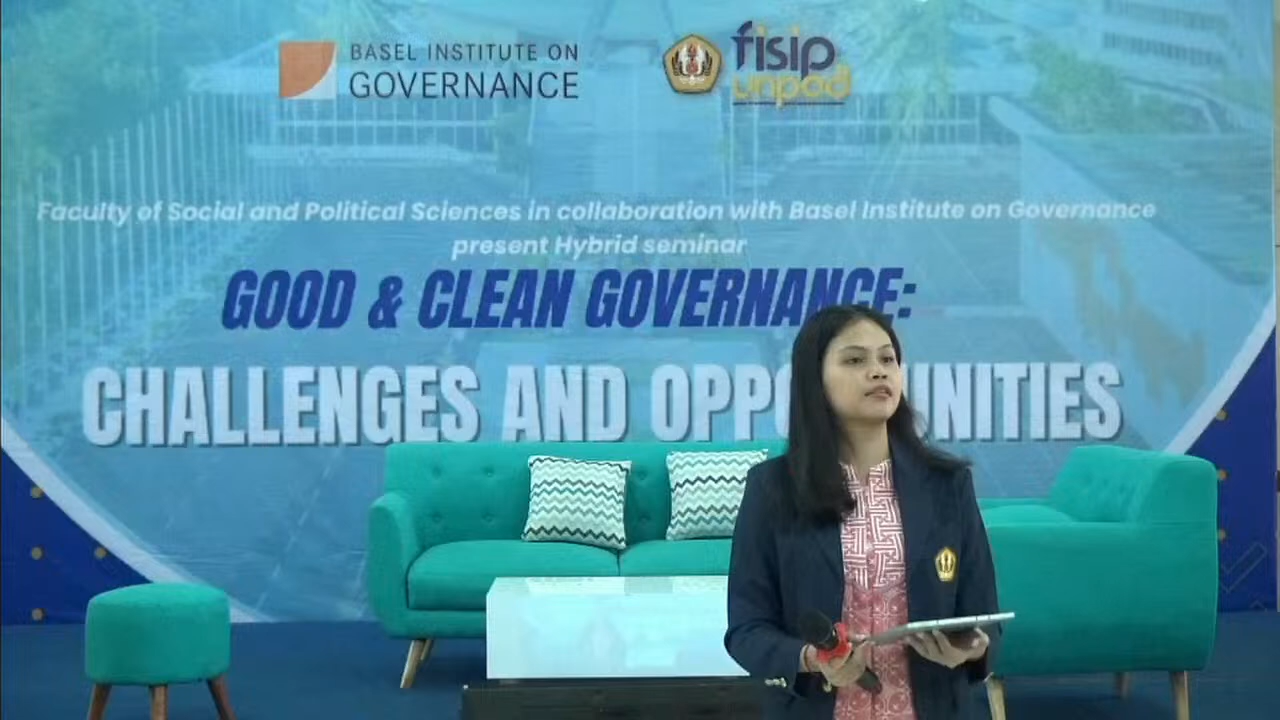 BASEL INSTITUTE ON
GOVERNANCE
fisip
unpad
Faculty of Social and Political Sciences in collaboration with Basel Institute on Governance
present Hybrid seminar
GOOD & CLEAN GOVERNANCE:
CHALLENGES AND OPPO UNITIES